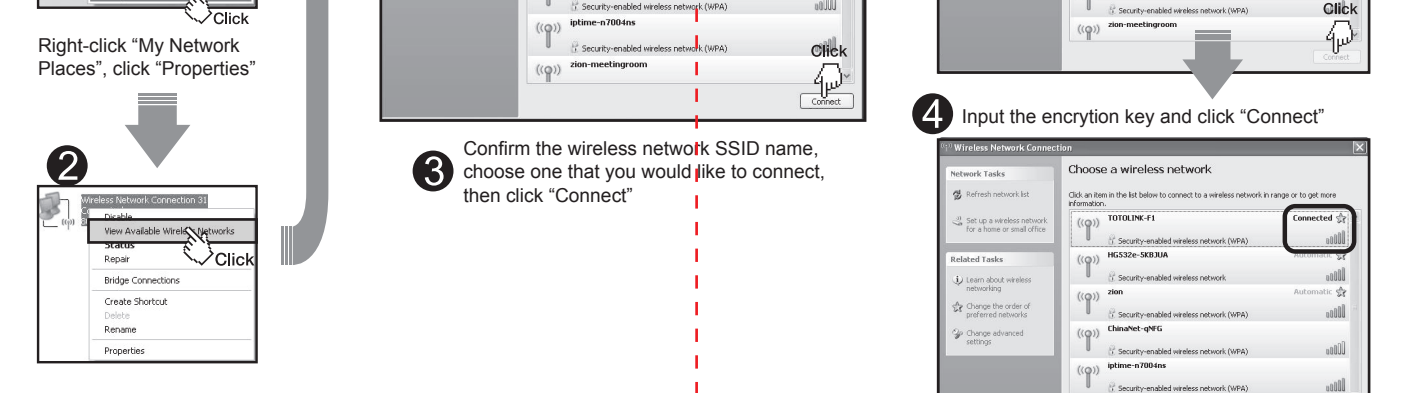 Click
Right-click “My Network
Places”, click “Properties”
2
Wireless Network Connection 31
Disable
View Available Wireless Networks
Status
Repair
Click
Bridge Connections
Create Shortcut
Delete
Rename
Properties
Security-enabled wireless network (WPA)
iptime-n7004ns
Security-enabled wireless network (WPA)
Click
zion-meetingroom
Connect
3
Confirm the wireless network SSID name,
choose one that you would like to connect,
then click “Connect”
Security-enabled wireless network (WPA)
Click
zion-meetingroom
Connect
4
Input the encrytion key and click “Connect”
Wireless Network Connection
Network Tasks
Refresh network list
Set up a wireless network
for a home or small office
Related Tasks
Learn about wireless
networking
Change the order of
preferred networks
Change advanced
settings
Choose a wireless network
Click an item in the list below to connect to a wireless network in range or to get more
information.
TOTOLINK-F1 Connected
Security-enabled wireless network (WPA)
HG532e-5KBJUA Automatic
Security-enabled wireless network
zion Automatic
Security-enabled wireless network (WPA)
ChinaNet-qNFG
Security-enabled wireless network (WPA)
iptime-n7004ns
Security-enabled wireless network (WPA)